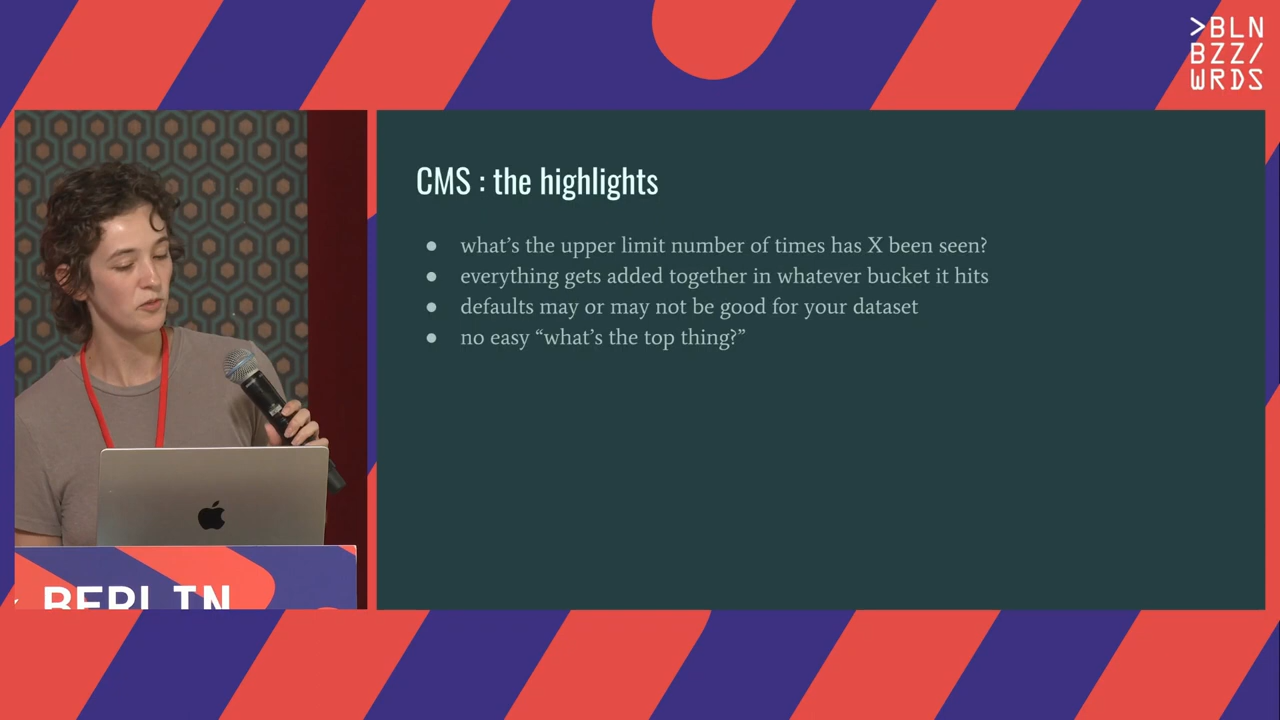 >BLN
BZZ/
WRDS
CMS : the highlights
● what’s the upper limit number of times has X been seen?
● everything gets added together in whatever bucket it hits
● defaults may or may not be good for your dataset
● no easy “what’s the top thing?”
BERLIN